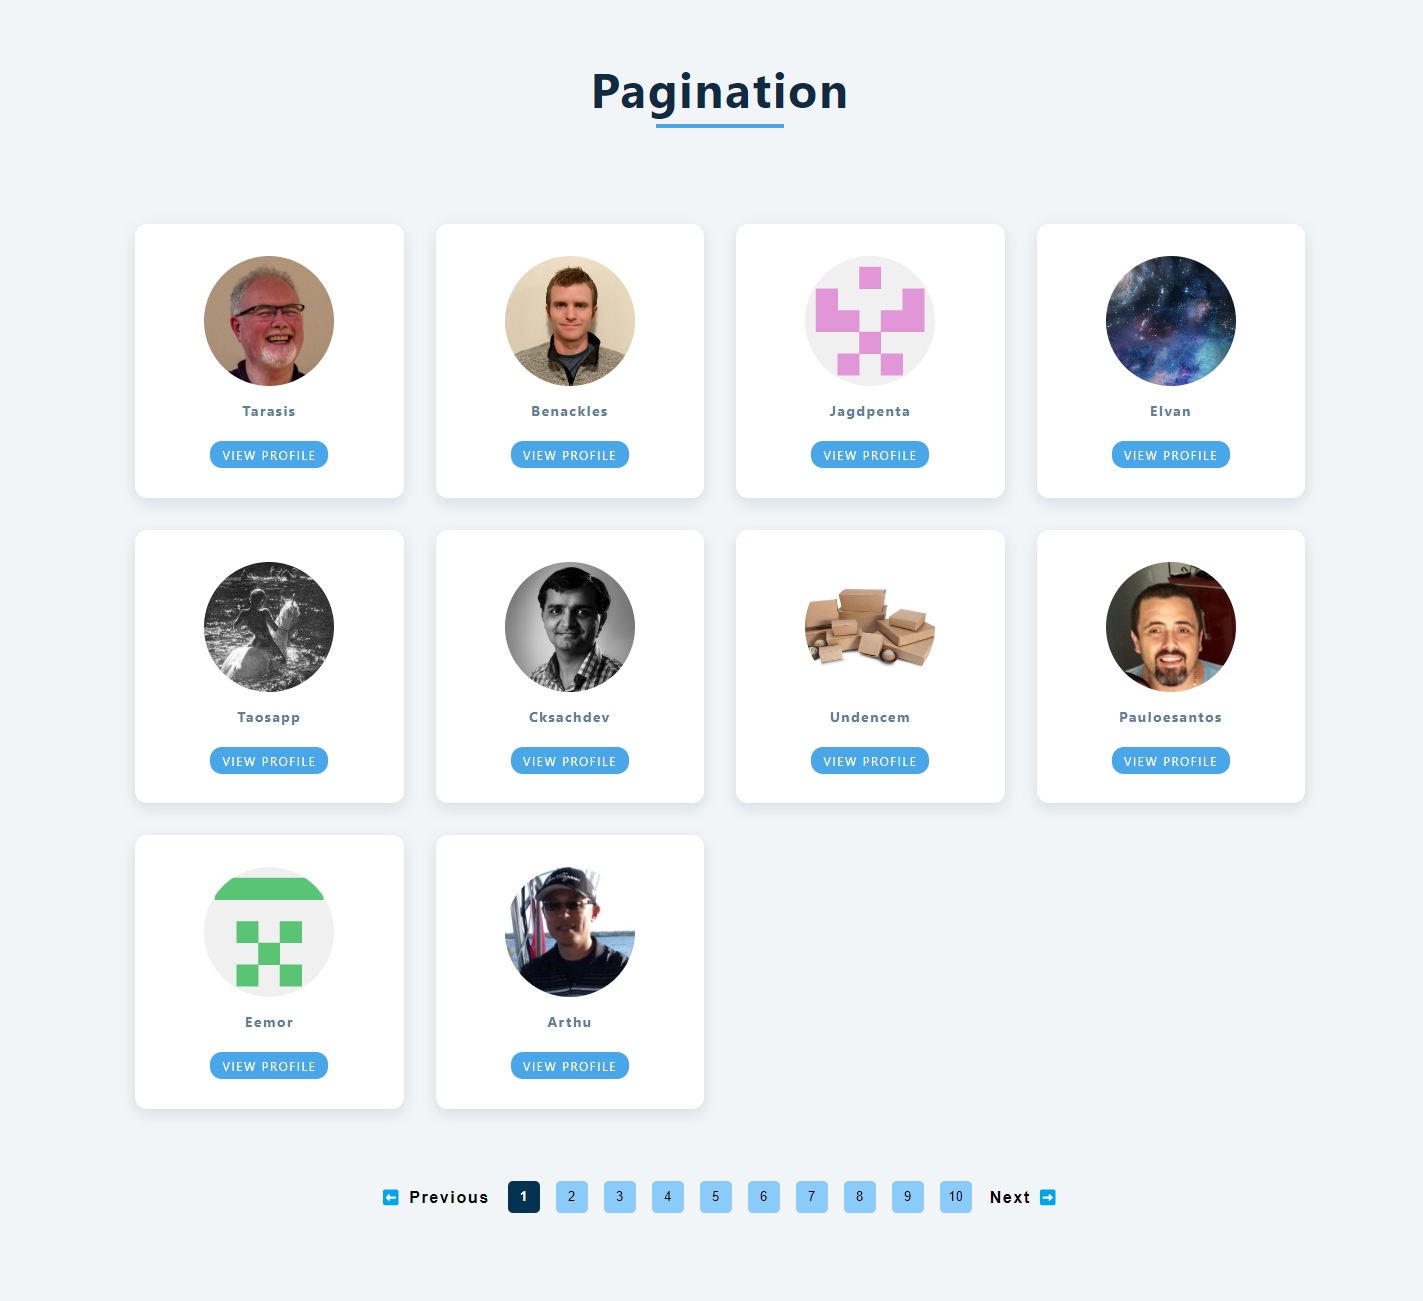 Pagination
Tarasis
Benackles
Jagdpenta
Elvan
VIEW PROFILE
VIEW PROFILE
VIEW PROFILE
VIEW PROFILE
Taosapp
Cksachdev
Undencem
Pauloesantos
VIEW PROFILE
VIEW PROFILE
VIEW PROFILE
VIEW PROFILE
Eemor
Arthu
VIEW PROFILE
VIEW PROFILE
Previous 1 2 3 4 5 6 7 8 9 10 Next